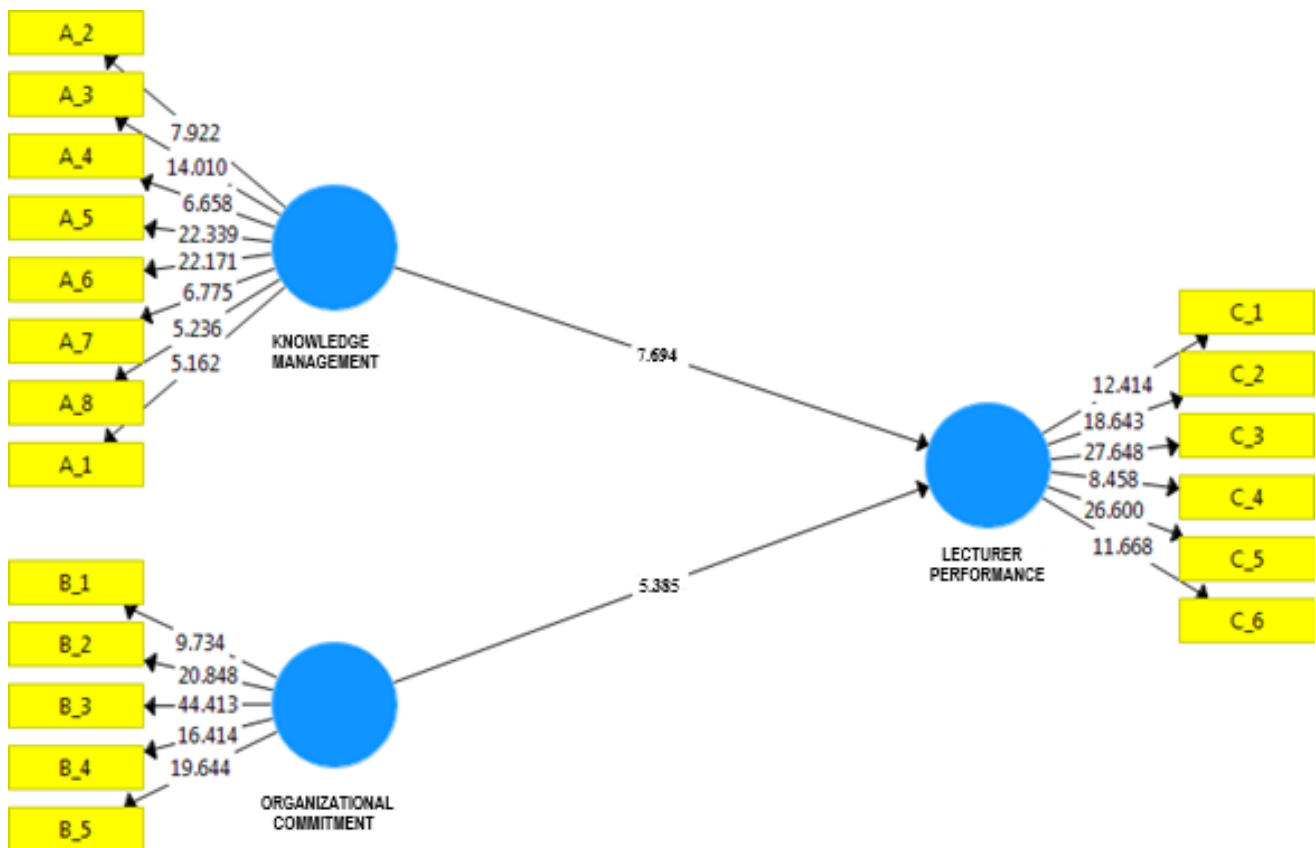 A_2
A_3
A_4
A_5
A_6
A_7
A_8
A_1
7.922
14.010
6.658
22.339
22.171
6.775
5.236
5.162
KNOWLEDGE
MANAGEMENT
7.694
B_1
B_2
B_3
B_4
B_5
9.734
20.848
44.413
16.414
19.644
ORGANIZATIONAL
COMMITMENT
5.385
LECTURER
PERFORMANCE
12.414
18.643
27.648
8.458
26.600
11.668
C_1
C_2
C_3
C_4
C_5
C_6